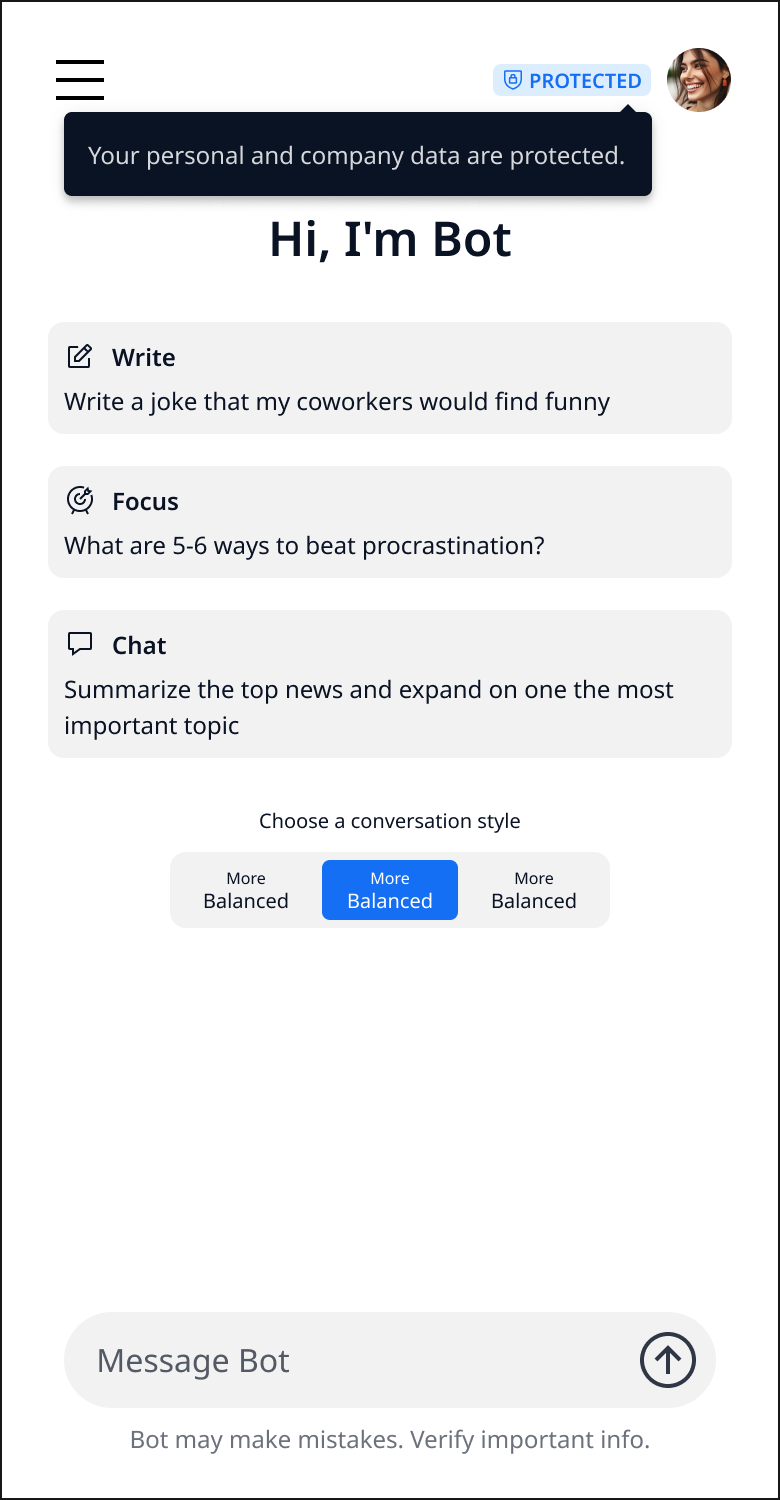 PROTECTED
Your personal and company data are protected.
Hi, I'm Bot
Write
Write a joke that my coworkers would find funny
Focus
What are 5-6 ways to beat procrastination?
Chat
Summarize the top news and expand on one the most
important topic
Choose a conversation style
More
Balanced
More
Balanced
More
Balanced
Message Bot
Bot may make mistakes. Verify important info.